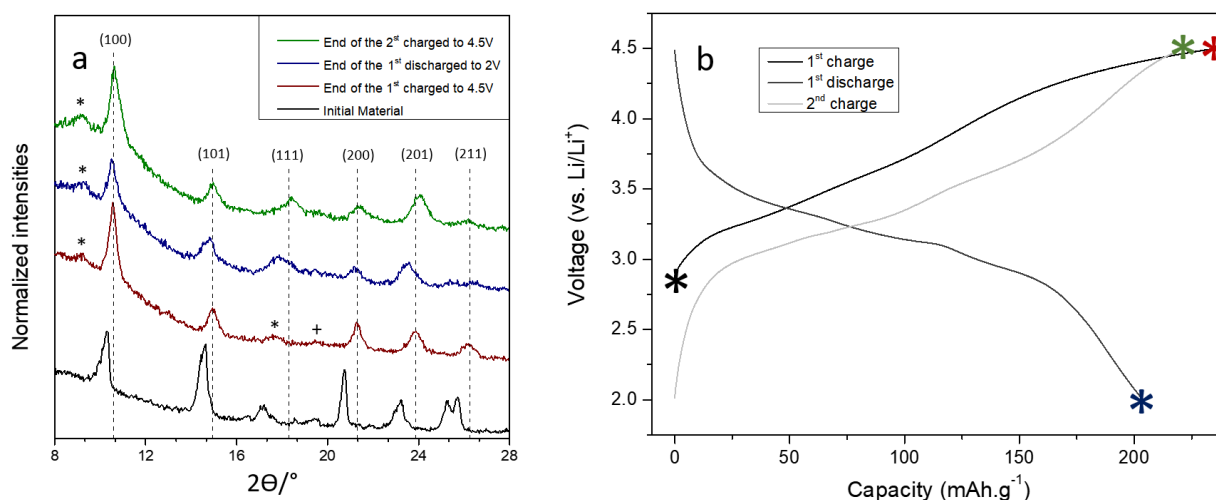 a
End of the 2st charged to 4.5V
End of the 1st discharged to 2V
End of the 1st charged to 4.5V
Initial Material
(100)
(101)
(111)
(200)
(201)
(211)
*
*
*
*
+
Normalized intensities
8
12
16
20
24
28
2Θ/°
b
1st charge
1st discharge
2nd charge
4.5
4.0
3.5
3.0
2.5
2.0
Voltage (vs. Li/Li+)
0
50
100
150
200
Capacity (mAh.g-1)